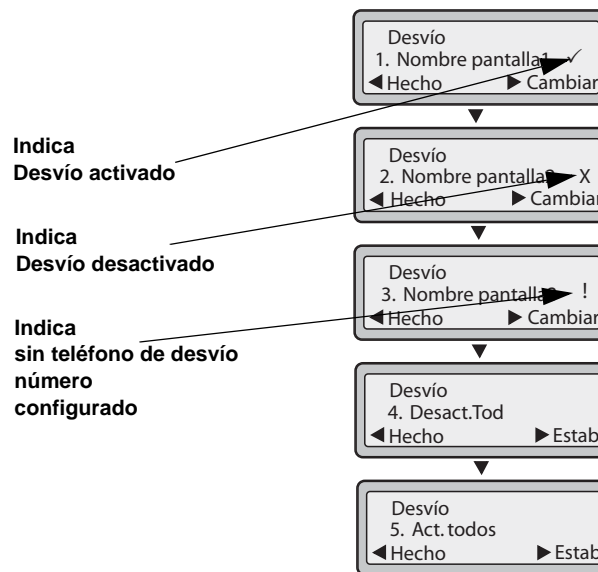 Desvío
1. Nombre pantalla1 ✓
◀Hecho ▶ Cambiar
▼
Indica
Desvío activado
Desvío
2. Nombre pantalla2 X
◀ Hecho ▶ Cambiar
▼
Indica
Desvío desactivado
Desvío
3. Nombre pantalla3 !
◀Hecho ▶ Cambiar
▼
Indica
sin teléfono de desvío
número
configurado
Desvío
4. Desact.Tod
◀Hecho ▶Estab
▼
Desvío
5. Act. todos
◀Hecho ▶Estab